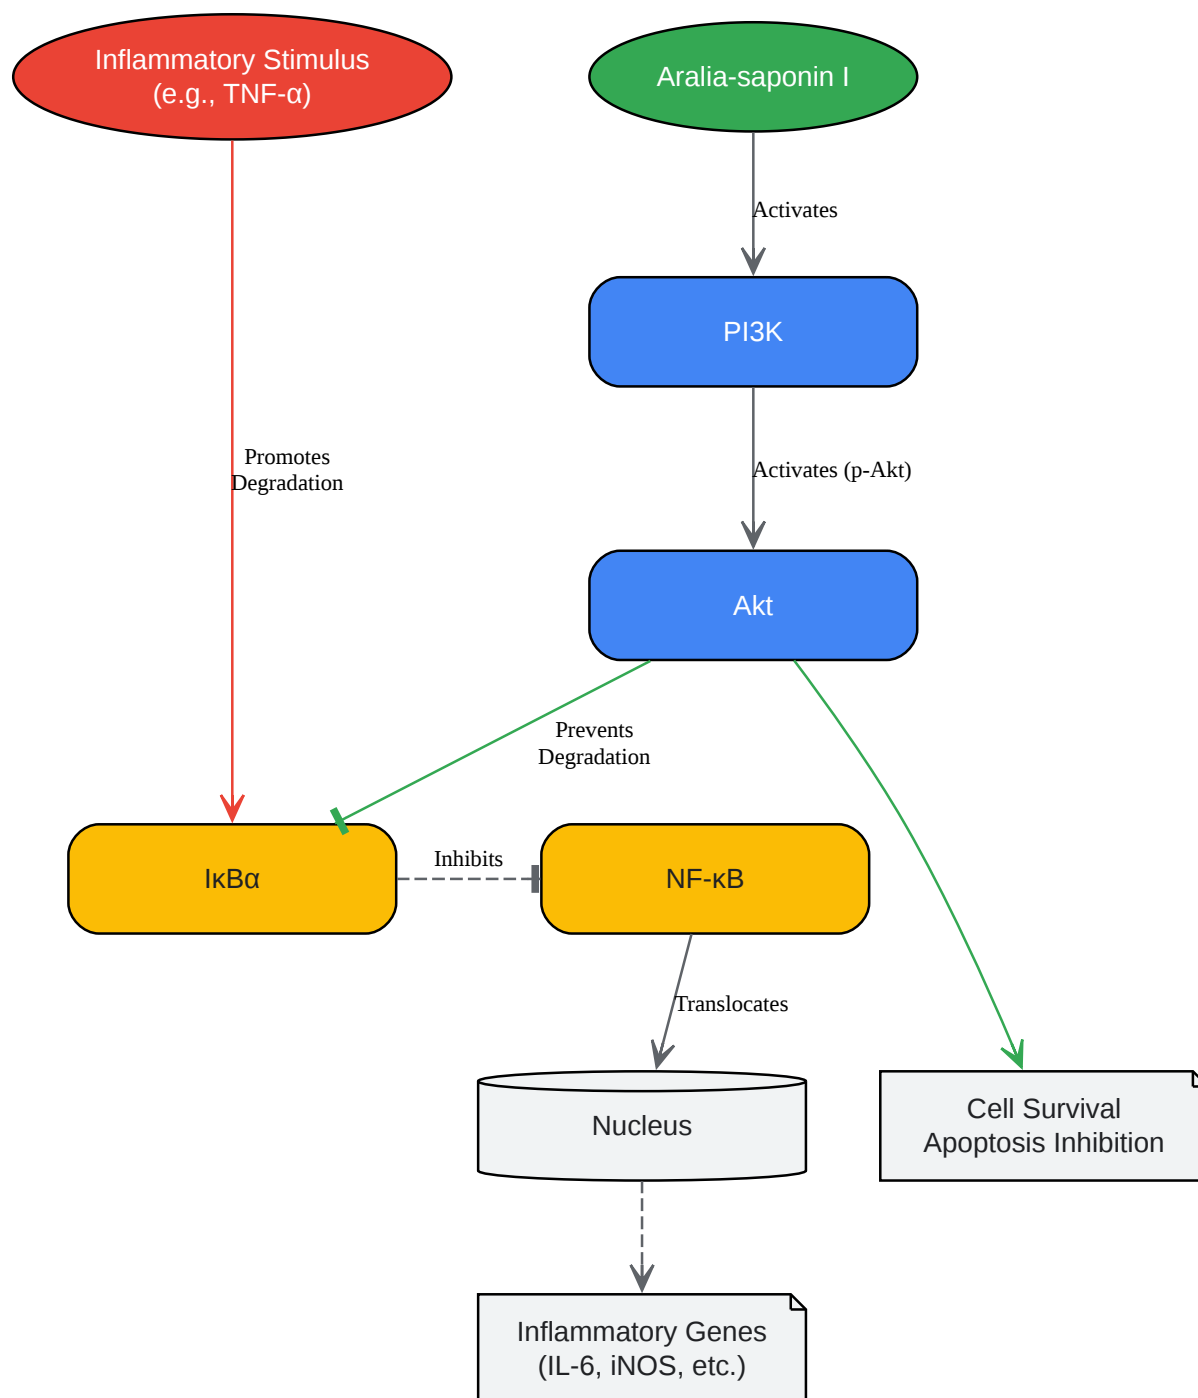 Inflammatory Stimulus
(e.g., TNF-α)
Aralia-saponin I
Activates
PI3K
Promotes
Degradation
Activates (p-Akt)
Akt
Prevents
Degradation
IκBα
Inhibits
NF-κB
Translocates
Nucleus
Cell Survival
Apoptosis Inhibition
Inflammatory Genes
(IL-6, iNOS, etc.)